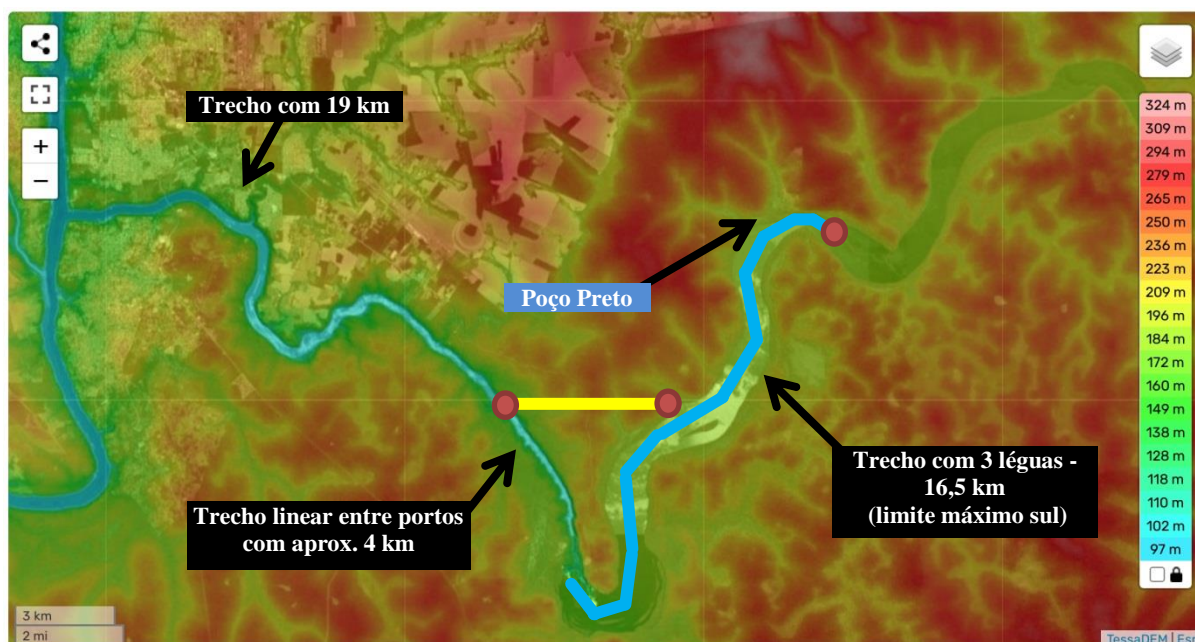 Trecho com 19 km
Poço Preto
Trecho com 3 léguas -
16,5 km
(limite máximo sul)
Trecho linear entre portos
com aprox. 4 km
+
−
324 m
309 m
294 m
279 m
265 m
250 m
236 m
223 m
209 m
196 m
184 m
172 m
160 m
149 m
138 m
128 m
118 m
110 m
102 m
97 m
3 km
2 mi
TessaDEM | Esri